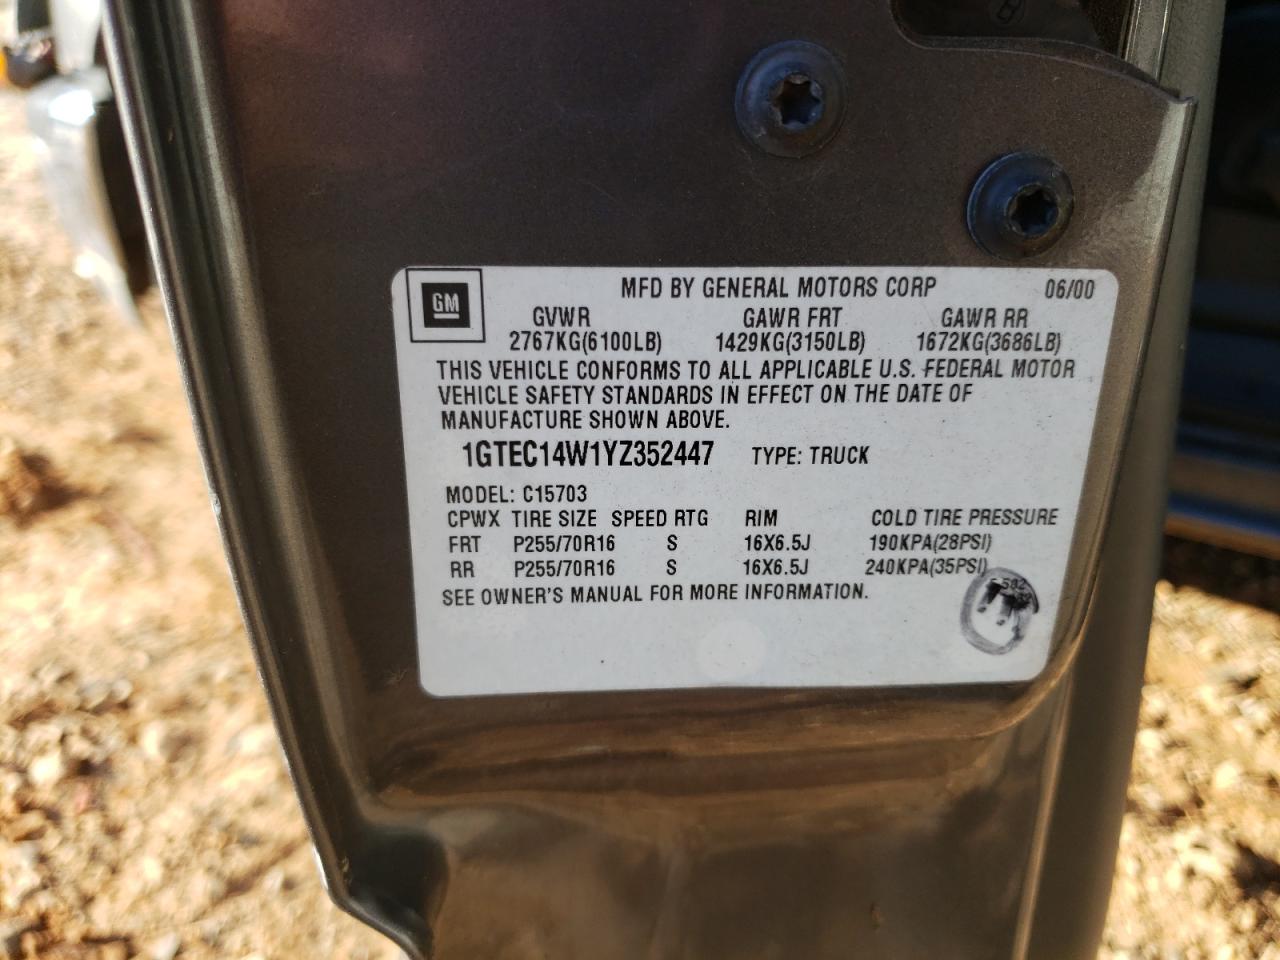 MFD BY GENERAL MOTORS CORP 06/00
GM
GVWR GAWR FRT GAWR RR
2767KG(6100LB) 1429KG(3150LB) 1672KG(3686LB)
THIS VEHICLE CONFORMS TO ALL APPLICABLE U.S. FEDERAL MOTOR
VEHICLE SAFETY STANDARDS IN EFFECT ON THE DATE OF
MANUFACTURE SHOWN ABOVE.
1GTEC14W1YZ352447 TYPE: TRUCK
MODEL: C15703
CPWX TIRE SIZE SPEED RTG RIM COLD TIRE PRESSURE
FRT P255/70R16 S 16X6.5J 190KPA(28PSI)
RR P255/70R16 S 16X6.5J 240KPA(35PSI)
SEE OWNER'S MANUAL FOR MORE INFORMATION.